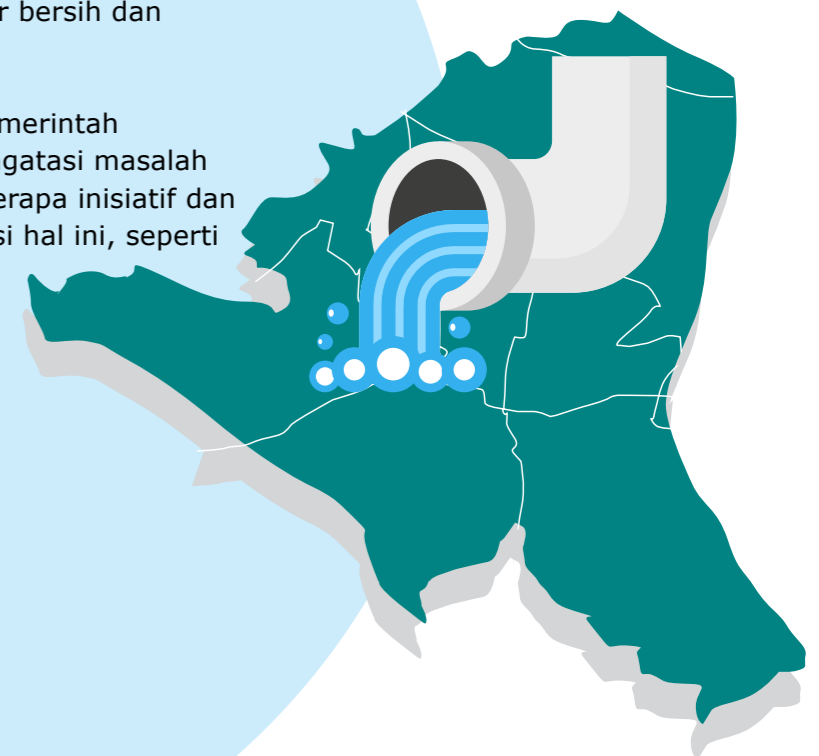 r bersih dan
merintah
gatasi masalah
erapa inisiatif dan
si hal ini, seperti